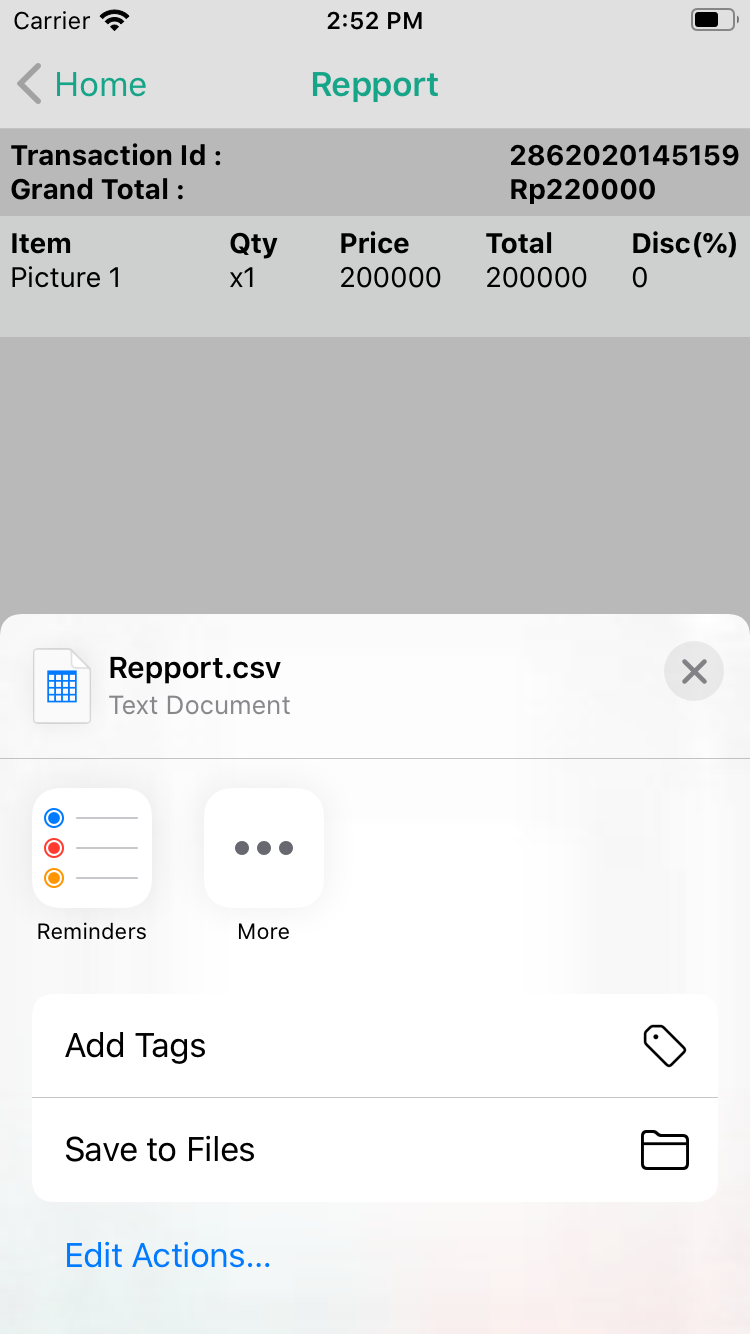 Carrier 2:52 PM
Home Repport
Transaction Id : 2862020145159
Grand Total : Rp220000
Item Qty Price Total Disc(%)
Picture 1 x1 200000 200000 0
Repport.csv
Text Document
Reminders More
Add Tags
Save to Files
Edit Actions...